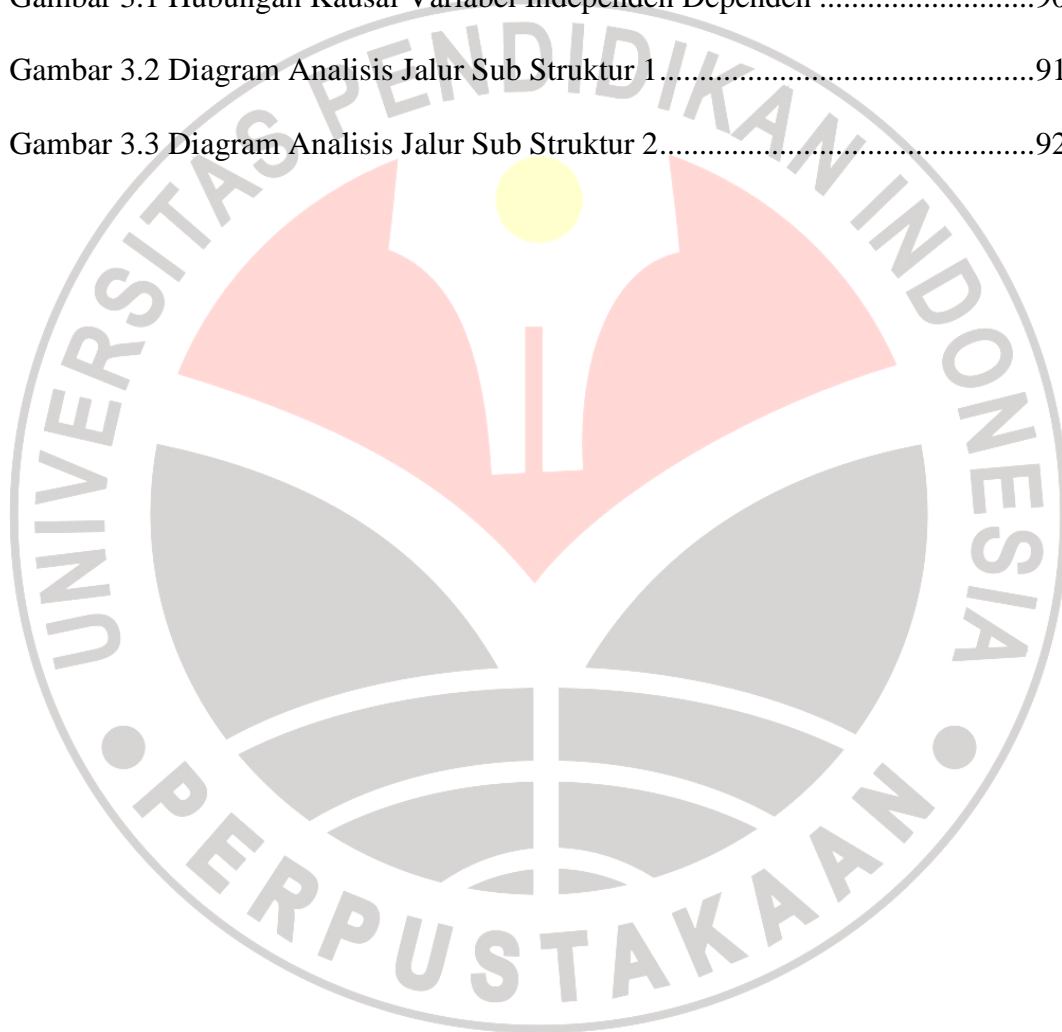 Gambar 3.1 Hubungan Kausal Variabel Independen Dependen ..........................90
Gambar 3.2 Diagram Analisis Jalur Sub Struktur 1.............................................91
Gambar 3.3 Diagram Analisis Jalur Sub Struktur 2.............................................92
UNIVERSITAS PENDIDIKAN INDONESIA
PERPUSTAKAAN